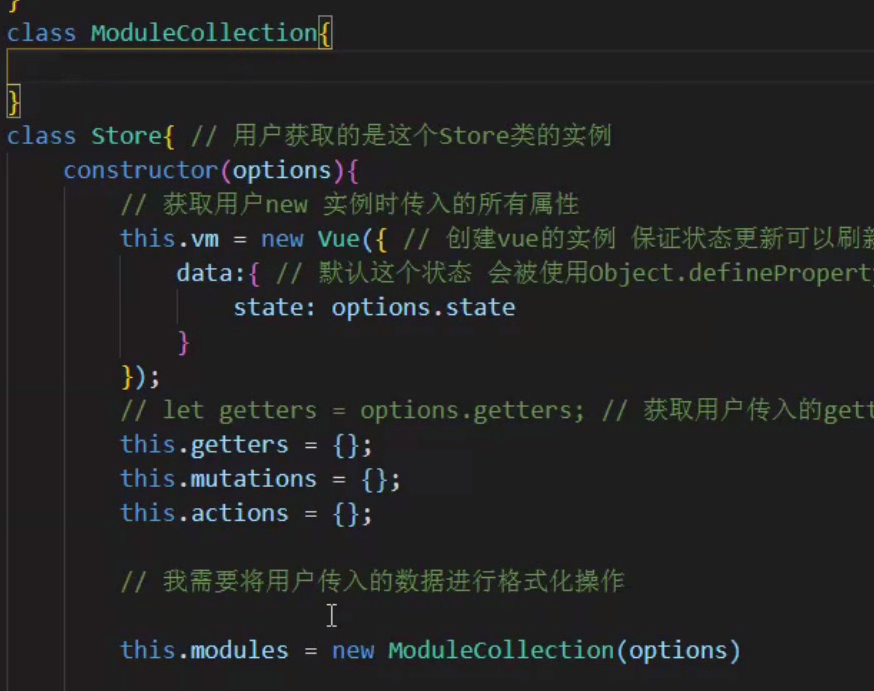 }
class ModuleCollection{
}
class Store{ // 用户获取的是这个Store类的实例
constructor(options){
// 获取用户new 实例时传入的所有属性
this.vm = new Vue({ // 创建vue的实例 保证状态更新可以刷新
data:{ // 默认这个状态 会被使用Object.definePropert
state: options.state
}
});
// let getters = options.getters; // 获取用户传入的gett
this.getters = {};
this.mutations = {};
this.actions = {};
// 我需要将用户传入的数据进行格式化操作
this.modules = new ModuleCollection(options)